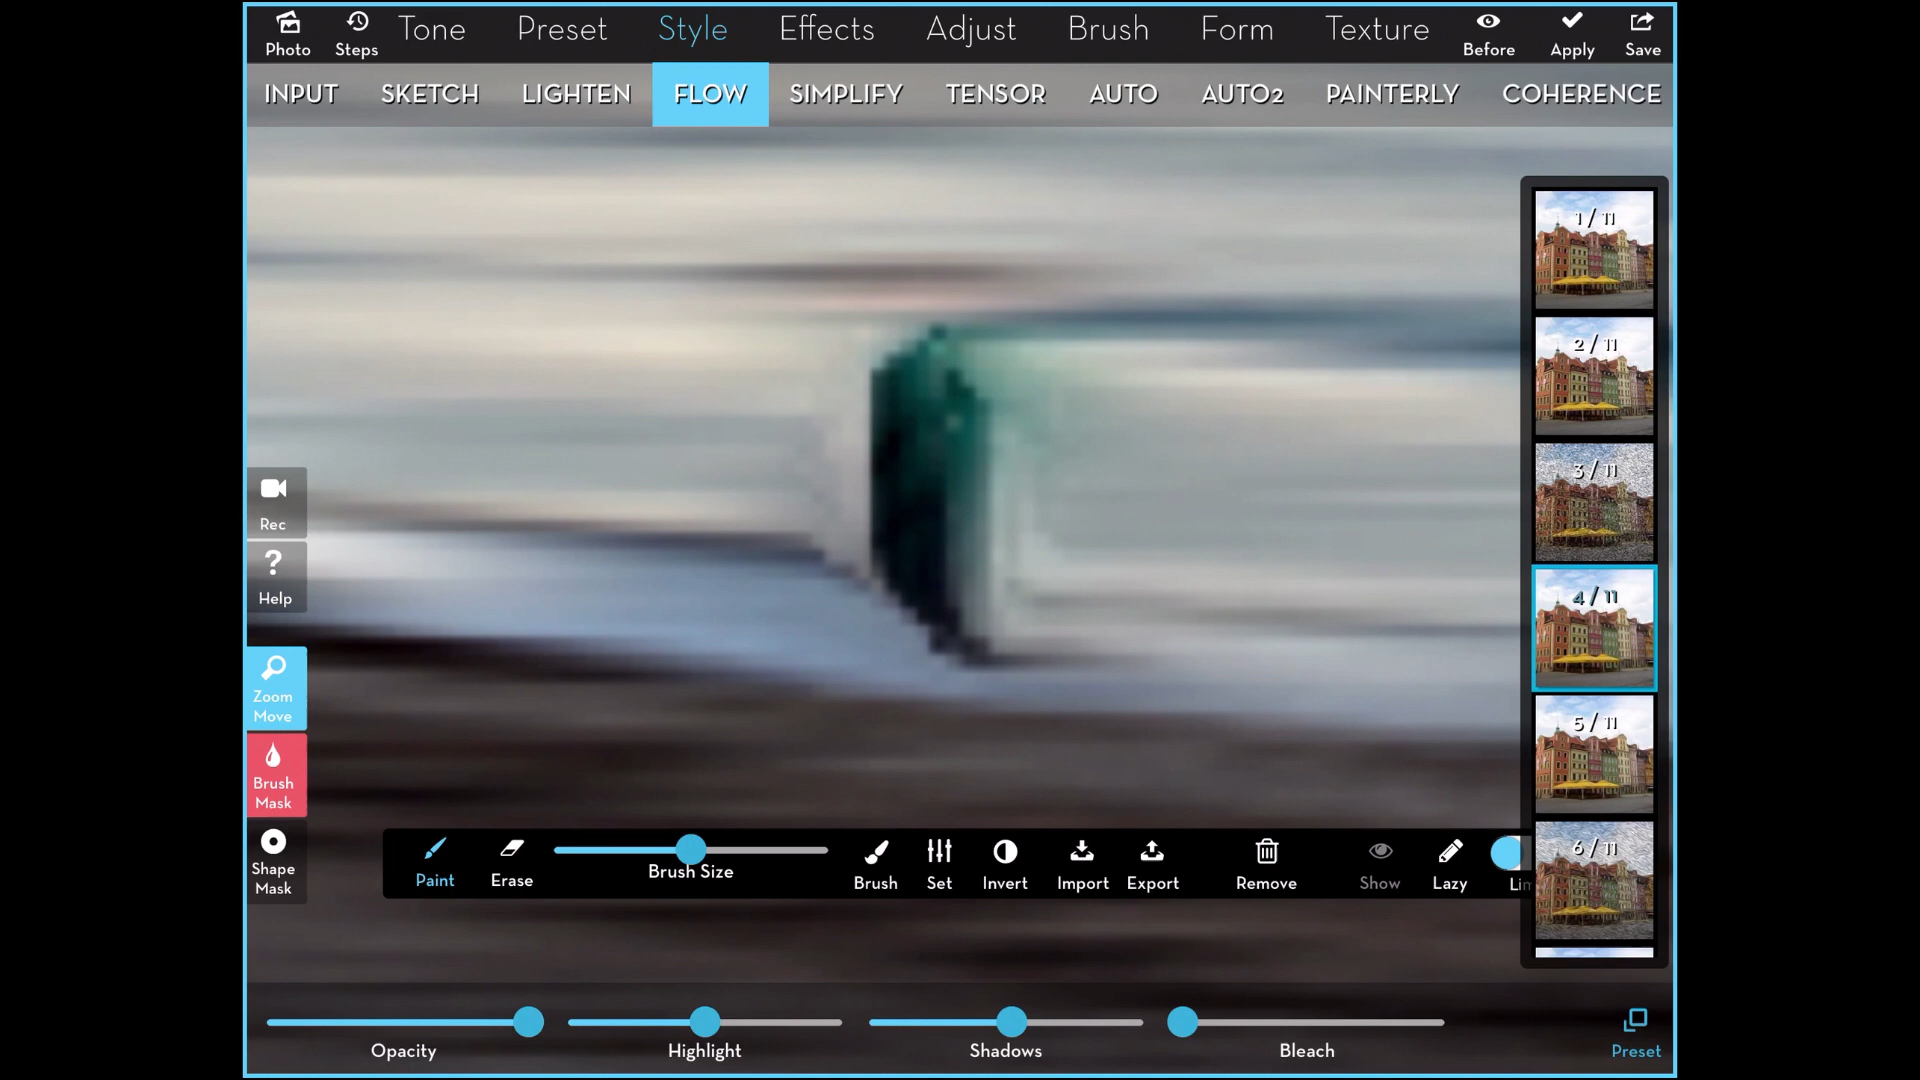 Photo Steps Tone Preset Style Effects Adjust Brush Form Texture Before Apply Save
INPUT SKETCH LIGHTEN FLOW SIMPLIFY TENSOR AUTO AUTO2 PAINTERLY COHERENCE
1 / 11
2 / 11
3 / 11
4 / 11
5 / 11
6 / 11
Rec
Help
Zoom
Move
Brush
Mask
Shape
Mask
Paint Erase Brush Size Brush Set Invert Import Export Remove Show Lazy
Opacity Highlight Shadows Bleach Preset